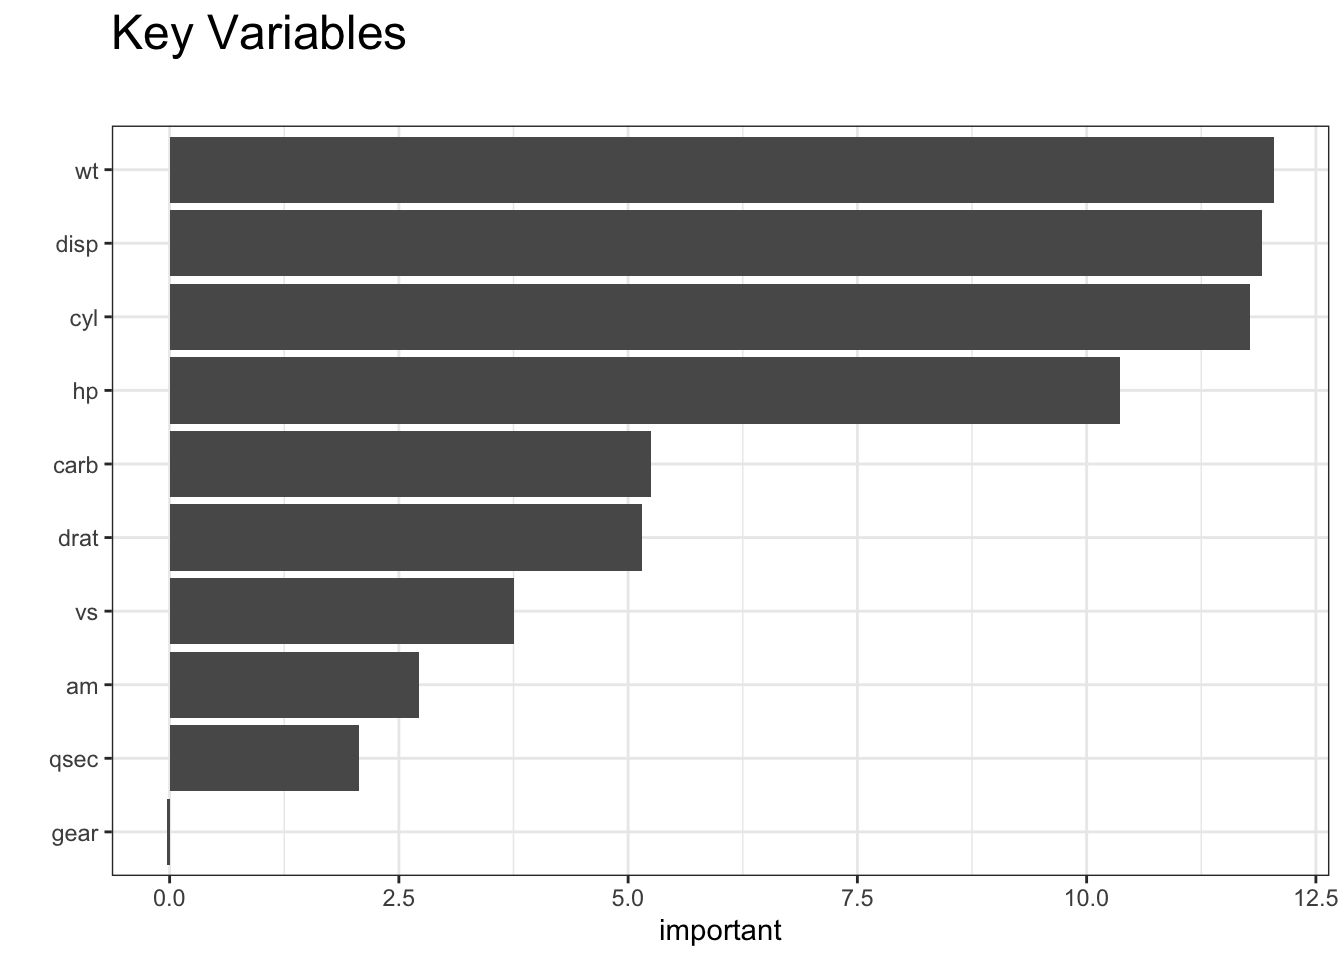 Key Variables
wt
disp
cyl
hp
carb
drat
vs
am
qsec
gear
0.0 2.5 5.0 7.5 10.0 12.5
important